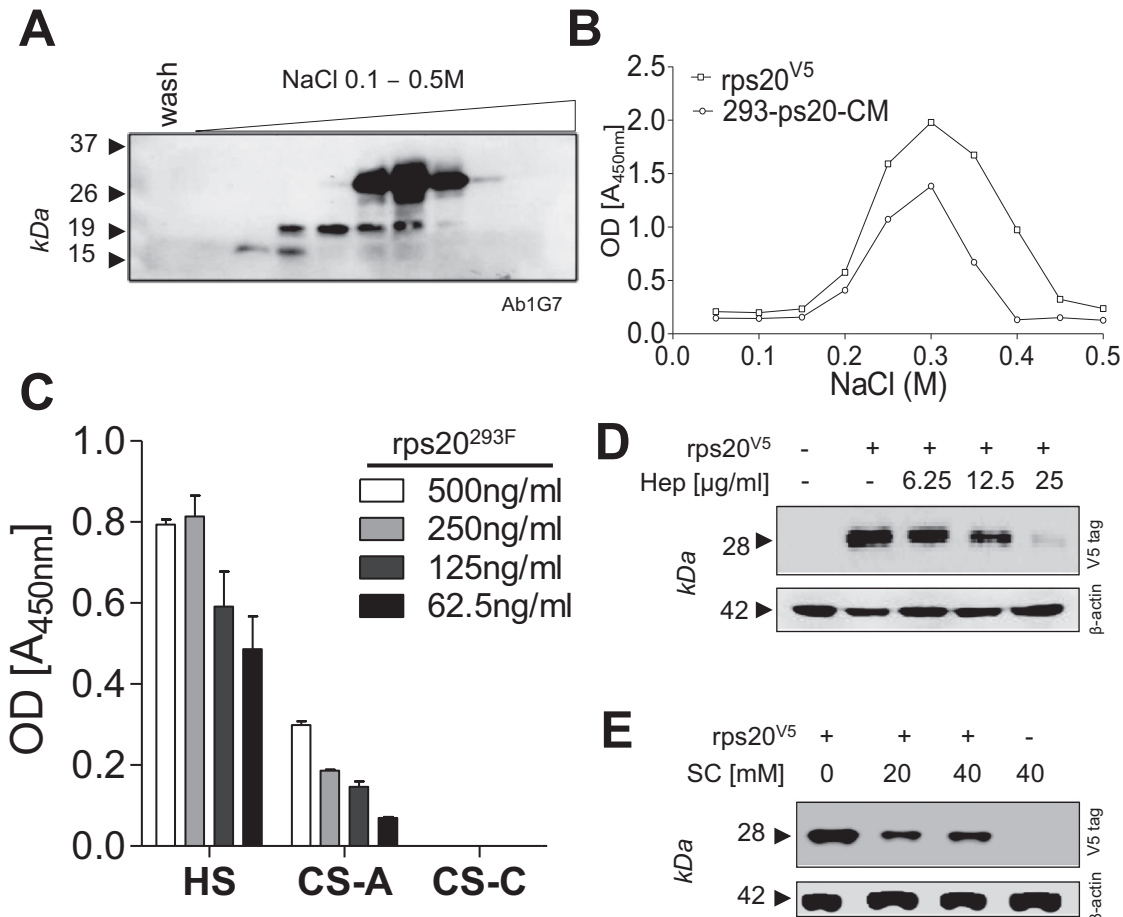 A
wash
NaCl 0.1 – 0.5M
37
26
19
15
kDa
Ab1G7
B
OD [A450nm]
2.5
2.0
1.5
1.0
0.5
0.0
rps20V5
293-ps20-CM
0.0 0.1 0.2 0.3 0.4 0.5
NaCl (M)
C
OD [A450nm]
1.0
0.8
0.6
0.4
0.2
0.0
rps20293F
500ng/ml
250ng/ml
125ng/ml
62.5ng/ml
HS CS-A CS-C
D
rps20V5 - + + + +
Hep [µg/ml] - - 6.25 12.5 25
kDa
28
V5 tag
42
β-actin
E
rps20V5 + + + -
SC [mM] 0 20 40 40
kDa
28
V5 tag
42
β-actin